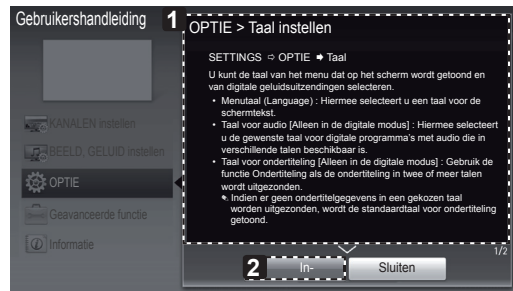 Gebruikershandleiding
1
OPTIE > Taal instellen
SETTINGS ⇨ OPTIE ➡ Taal
U kunt de taal van het menu dat op het scherm wordt getoond en
van digitale geluidsuitzendingen selecteren.
• Menutaal (Language) : Hiermee selecteert u een taal voor de
schermtekst.
• Taal voor audio [Alleen in de digitale modus] : Hiermee selecteert
u de gewenste taal voor digitale programma's met audio die in
verschillende talen beschikbaar is.
• Taal voor ondertiteling [Alleen in de digitale modus] : Gebruik de
functie Ondertiteling als de ondertiteling in twee of meer talen
wordt uitgezonden.
Indien er geen ondertitelgegevens in een gekozen taal
worden uitgezonden, wordt de standaardtaal voor ondertiteling
getoond.
KANALEN instellen
BEELD, GELUID instellen
OPTIE
Geavanceerde functie
Informatie
1/2
2
In-
Sluiten